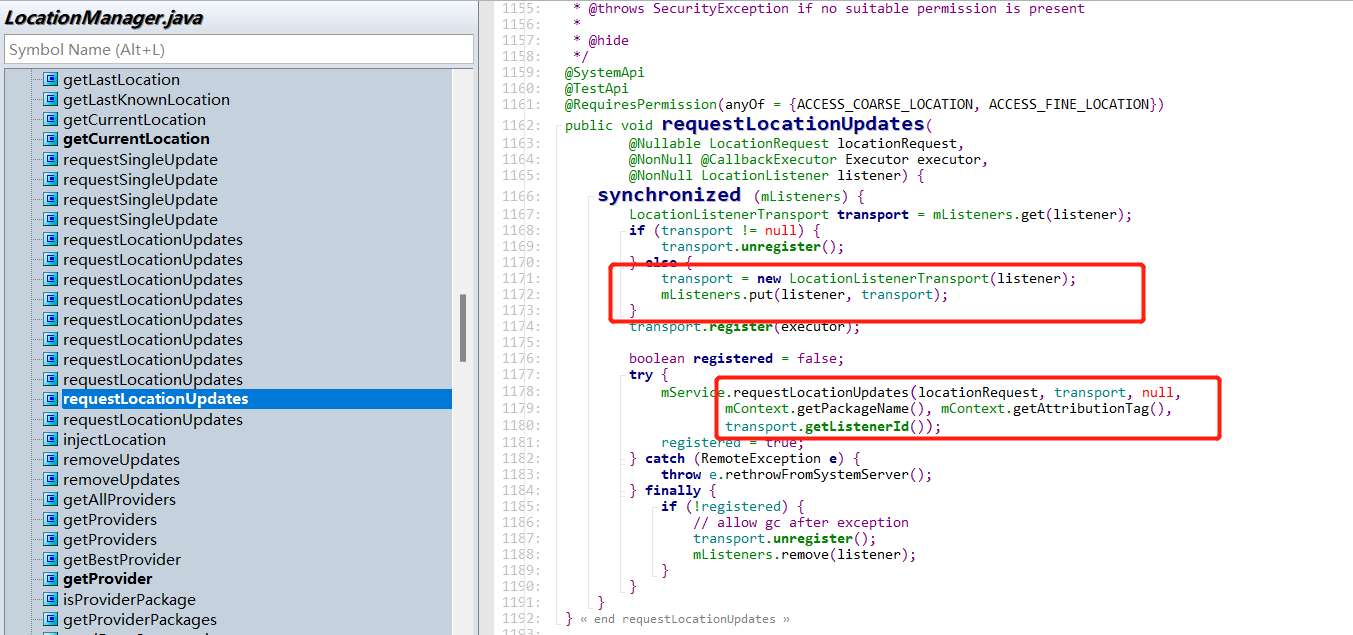 LocationManager.java
Symbol Name (Alt+L)
getLastLocation
getLastKnownLocation
getCurrentLocation
getCurrentLocation
requestSingleUpdate
requestSingleUpdate
requestSingleUpdate
requestSingleUpdate
requestLocationUpdates
requestLocationUpdates
requestLocationUpdates
requestLocationUpdates
requestLocationUpdates
requestLocationUpdates
requestLocationUpdates
requestLocationUpdates
requestLocationUpdates
requestLocationUpdates
injectLocation
removeUpdates
removeUpdates
getAllProviders
getProviders
getProviders
getBestProvider
getProvider
isProviderPackage
getProviderPackages
1155: * @throws SecurityException if no suitable permission is present
1156: *
1157: * @hide
1158: */
1159: @SystemApi
1160: @TestApi
1161: @RequiresPermission(anyOf = {ACCESS_COARSE_LOCATION, ACCESS_FINE_LOCATION})
1162: public void requestLocationUpdates(
1163: @Nullable LocationRequest locationRequest,
1164: @NonNull @CallbackExecutor Executor executor,
1165: @NonNull LocationListener listener) {
1166: synchronized (mListeners) {
1167: LocationListenerTransport transport = mListeners.get(listener);
1168: if (transport != null) {
1169: transport.unregister();
1170: } else {
1171: transport = new LocationListenerTransport(listener);
1172: mListeners.put(listener, transport);
1173: }
1174: transport.register(executor);
1175:
1176: boolean registered = false;
1177: try {
1178: mService.requestLocationUpdates(locationRequest, transport, null,
1179: mContext.getPackageName(), mContext.getAttributionTag(),
1180: transport.getListenerId());
1181: registered = true;
1182: } catch (RemoteException e) {
1183: throw e.rethrowFromSystemServer();
1184: } finally {
1185: if (!registered) {
1186: // allow gc after exception
1187: transport.unregister();
1188: mListeners.remove(listener);
1189: }
1190: }
1191: }
1192: } « end requestLocationUpdates »
1193: